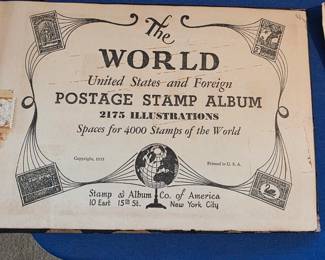 The
WORLD
United States and Foreign
POSTAGE STAMP ALBUM
2175 ILLUSTRATIONS
Spaces for 4000 Stamps of the World
Copyright,
Printed in U. S. A.
Stamp & Album Co. of America
10 East 15th St. New York City